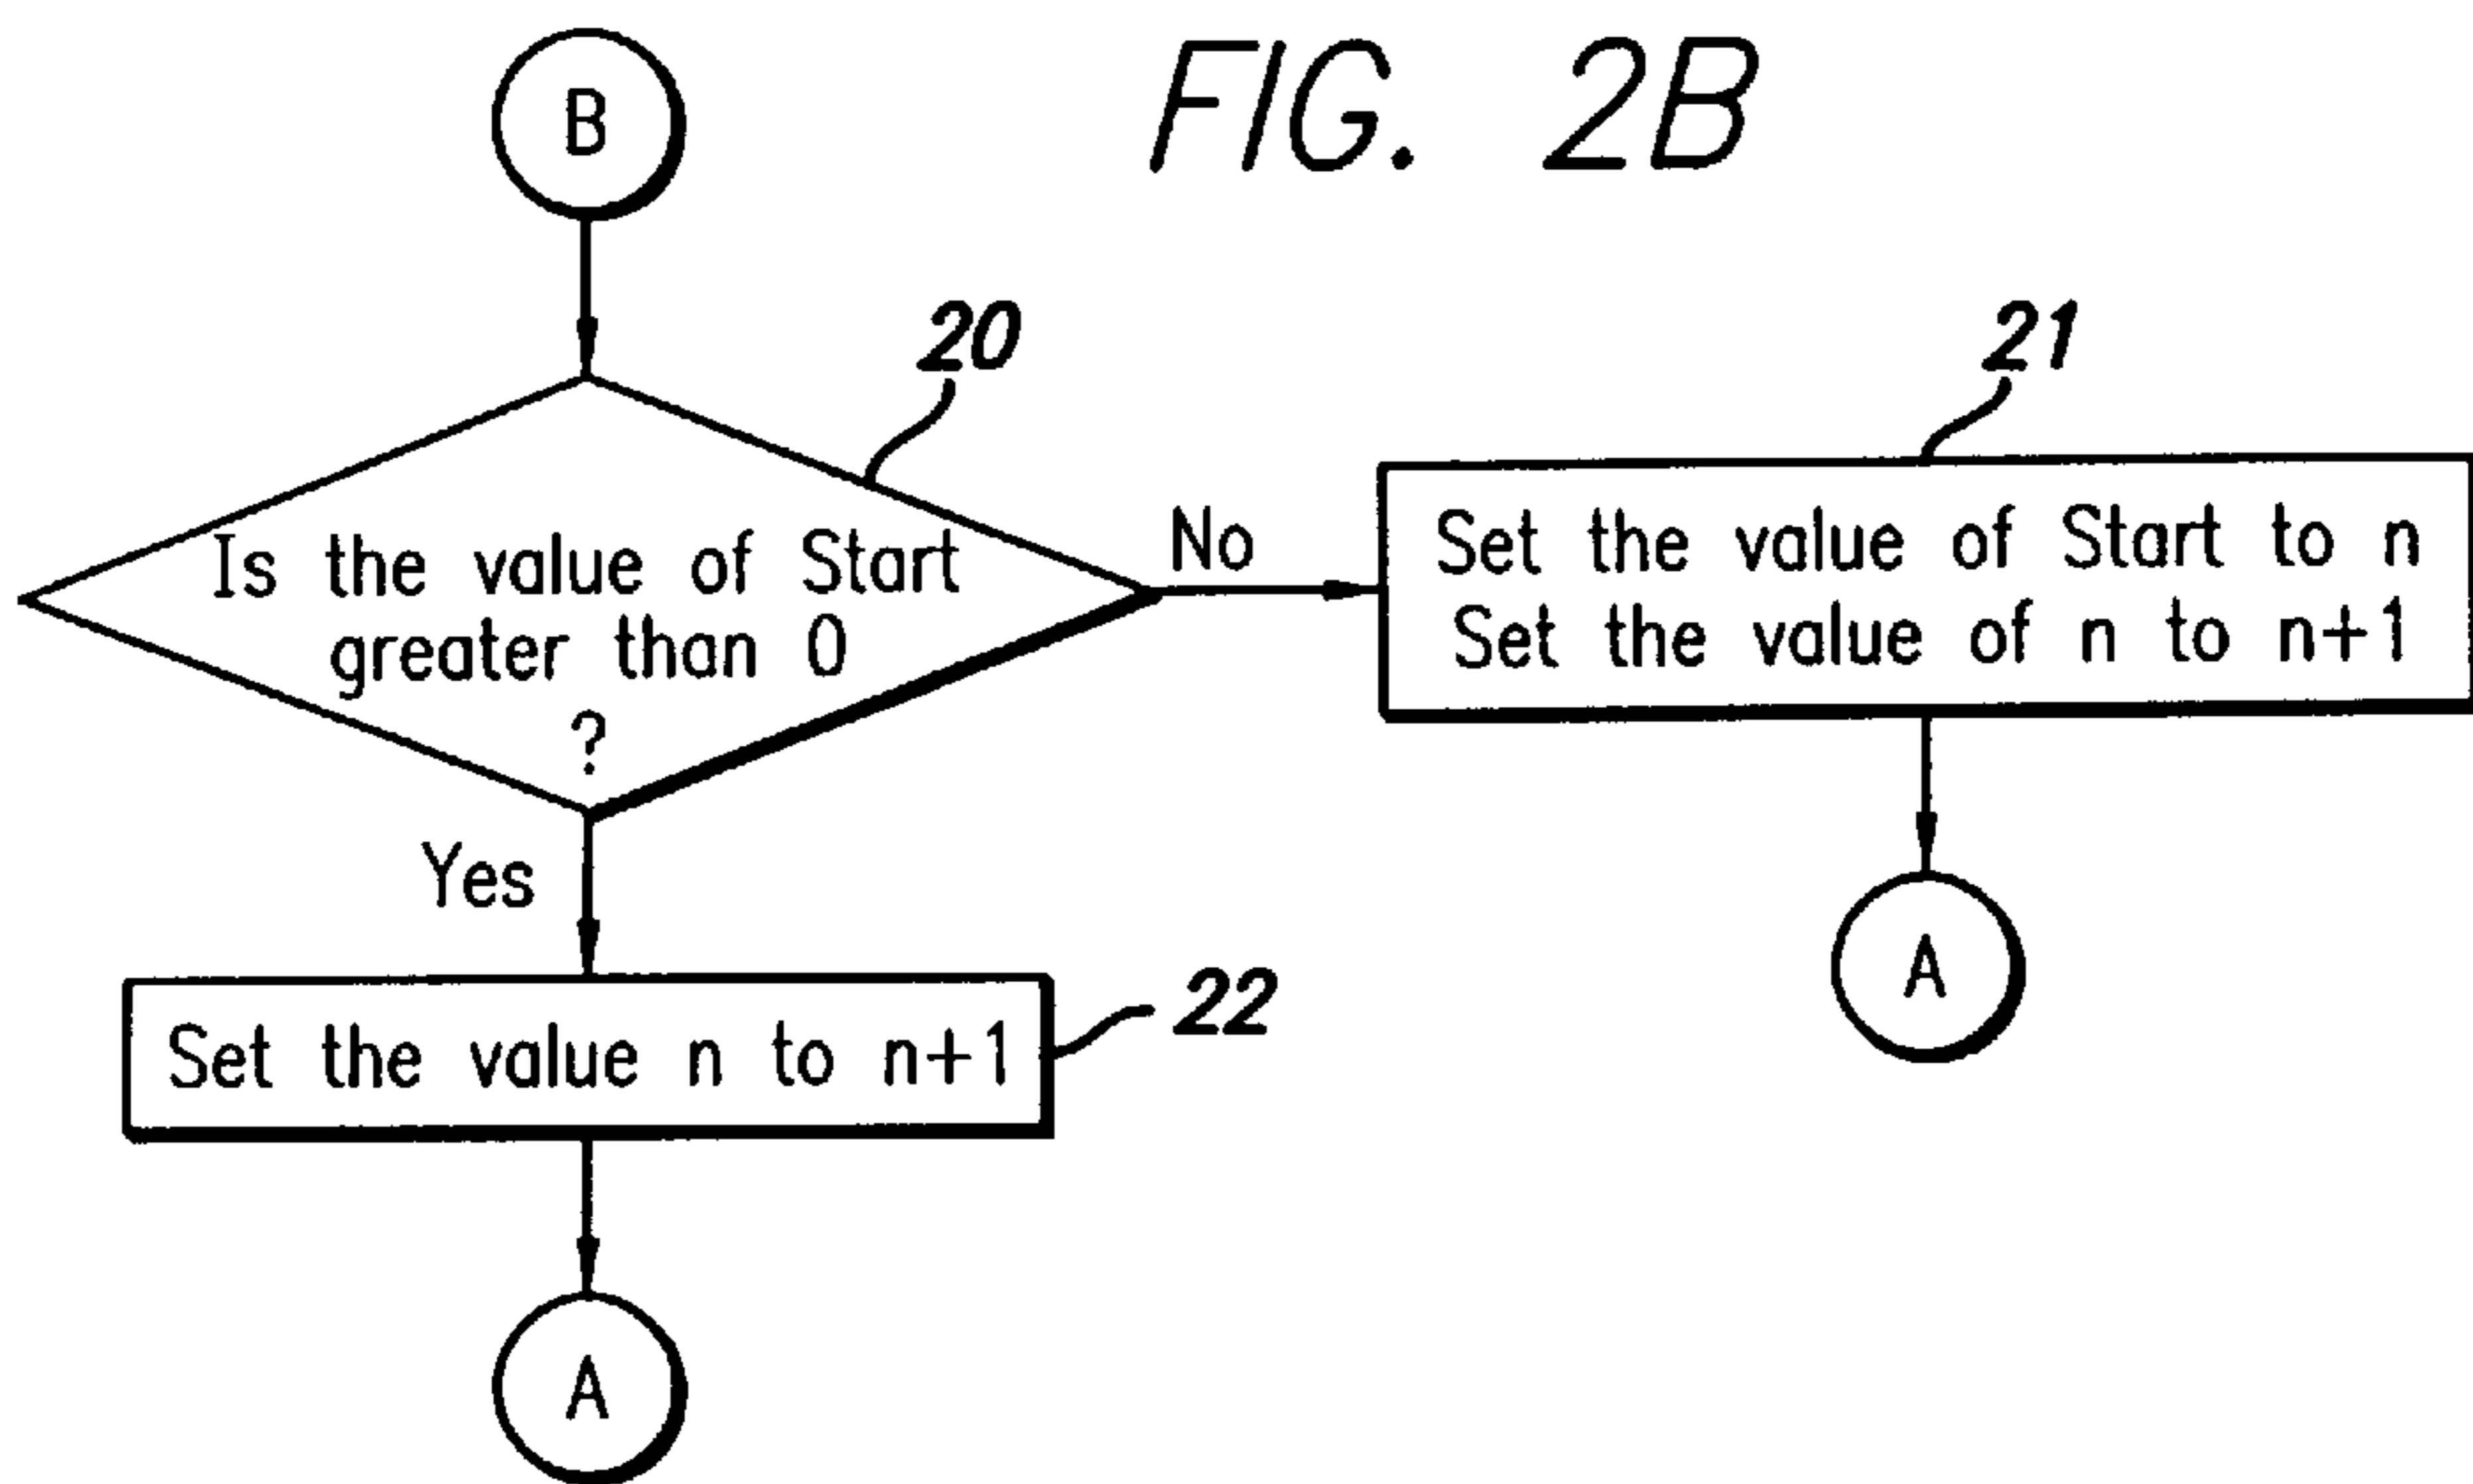 FIG. 2B
B
20
Is the value of Start
greater than 0
?
No
21
Set the value of Start to n
Set the value of n to n+1
A
Yes
Set the value n to n+1
22
A